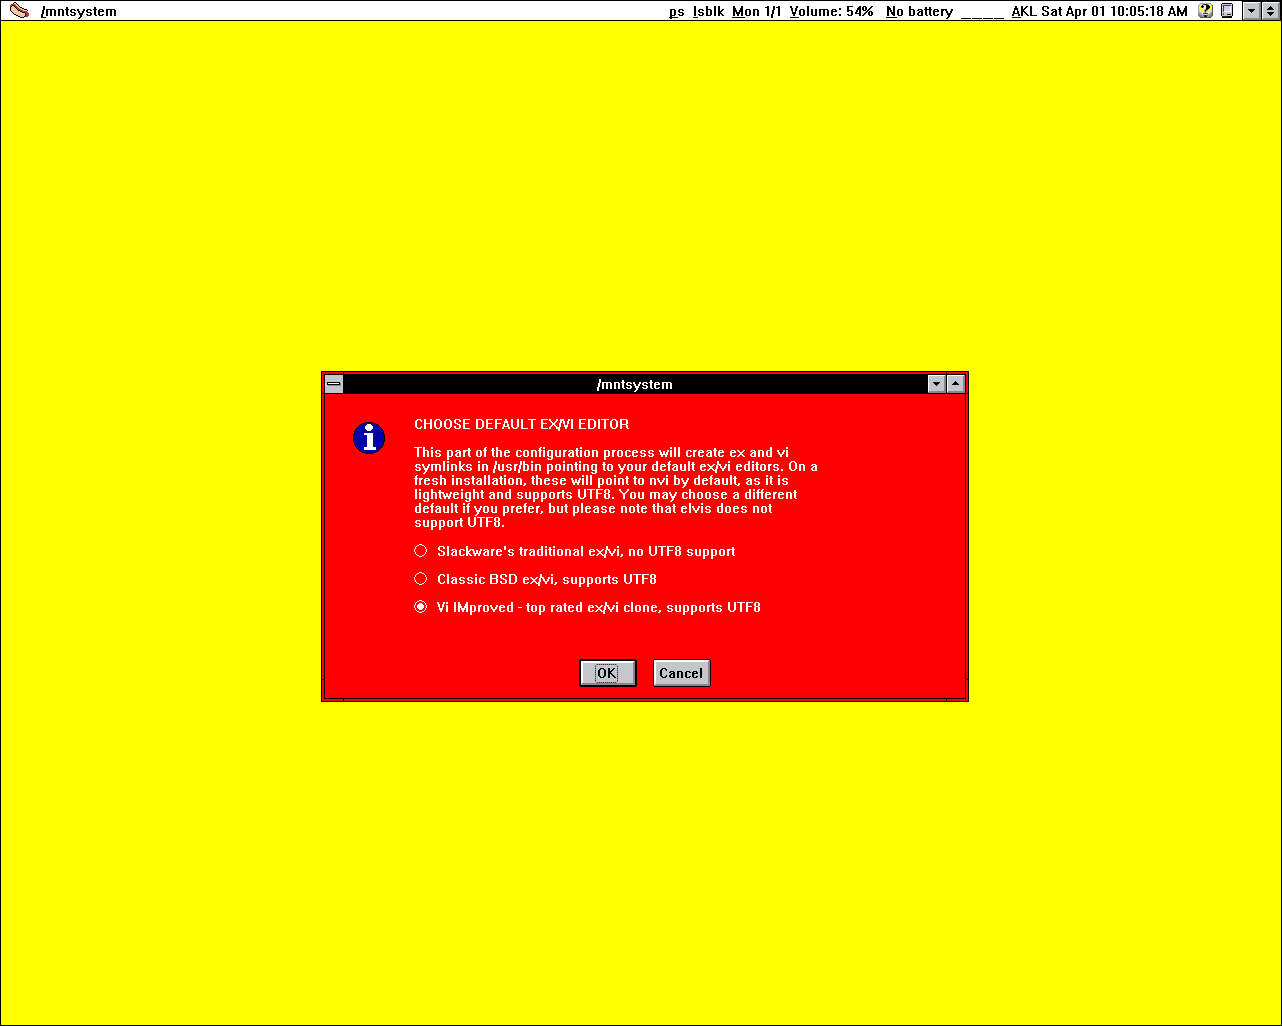 /mntsystem
ps lsblk Mon 1/1 Volume: 54% No battery ____ AKL Sat Apr 01 10:05:18 AM
/mntsystem
CHOOSE DEFAULT EX/VI EDITOR
This part of the configuration process will create ex and vi
symlinks in /usr/bin pointing to your default ex/vi editors. On a
fresh installation, these will point to nvi by default, as it is
lightweight and supports UTF8. You may choose a different
default if you prefer, but please note that elvis does not
support UTF8.
Slackware's traditional ex/vi, no UTF8 support
Classic BSD ex/vi, supports UTF8
Vi IMproved - top rated ex/vi clone, supports UTF8
OK Cancel